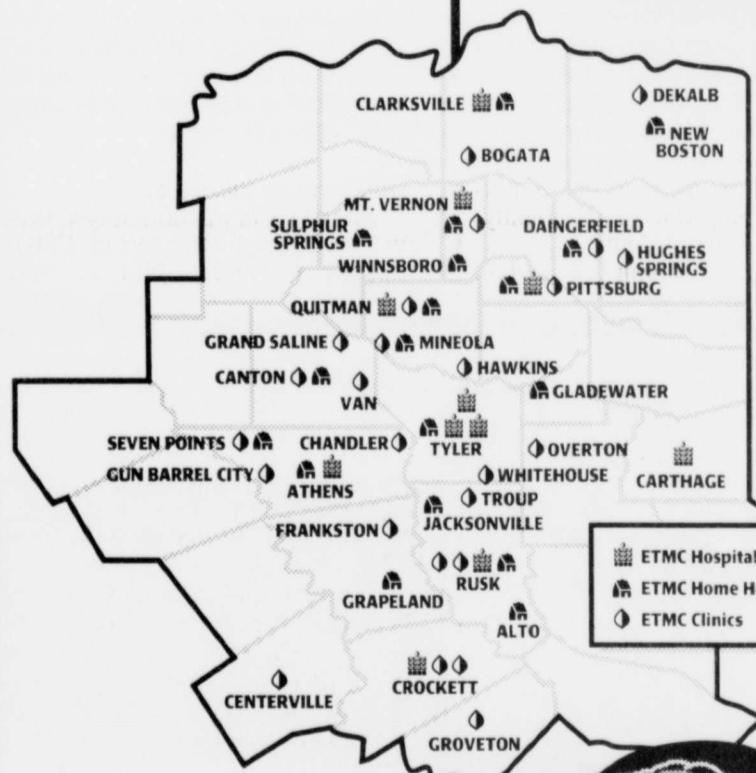 CLARKSVILLE
DEKALB
NEW
BOSTON
BOGATA
MT. VERNON
SULPHUR
SPRINGS
DAINGERFIELD
HUGHES
SPRINGS
WINNSBORO
PITTSBURG
QUITMAN
GRAND SALINE
MINEOLA
HAWKINS
CANTON
VAN
GLADEWATER
SEVEN POINTS
CHANDLER
TYLER
OVERTON
GUN BARREL CITY
ATHENS
WHITEHOUSE
CARTHAGE
TROUP
JACKSONVILLE
FRANKSTON
RUSK
GRAPELAND
ALTO
ETMC Hospital
ETMC Home He
ETMC Clinics
CROCKETT
CENTERVILLE
GROVETON